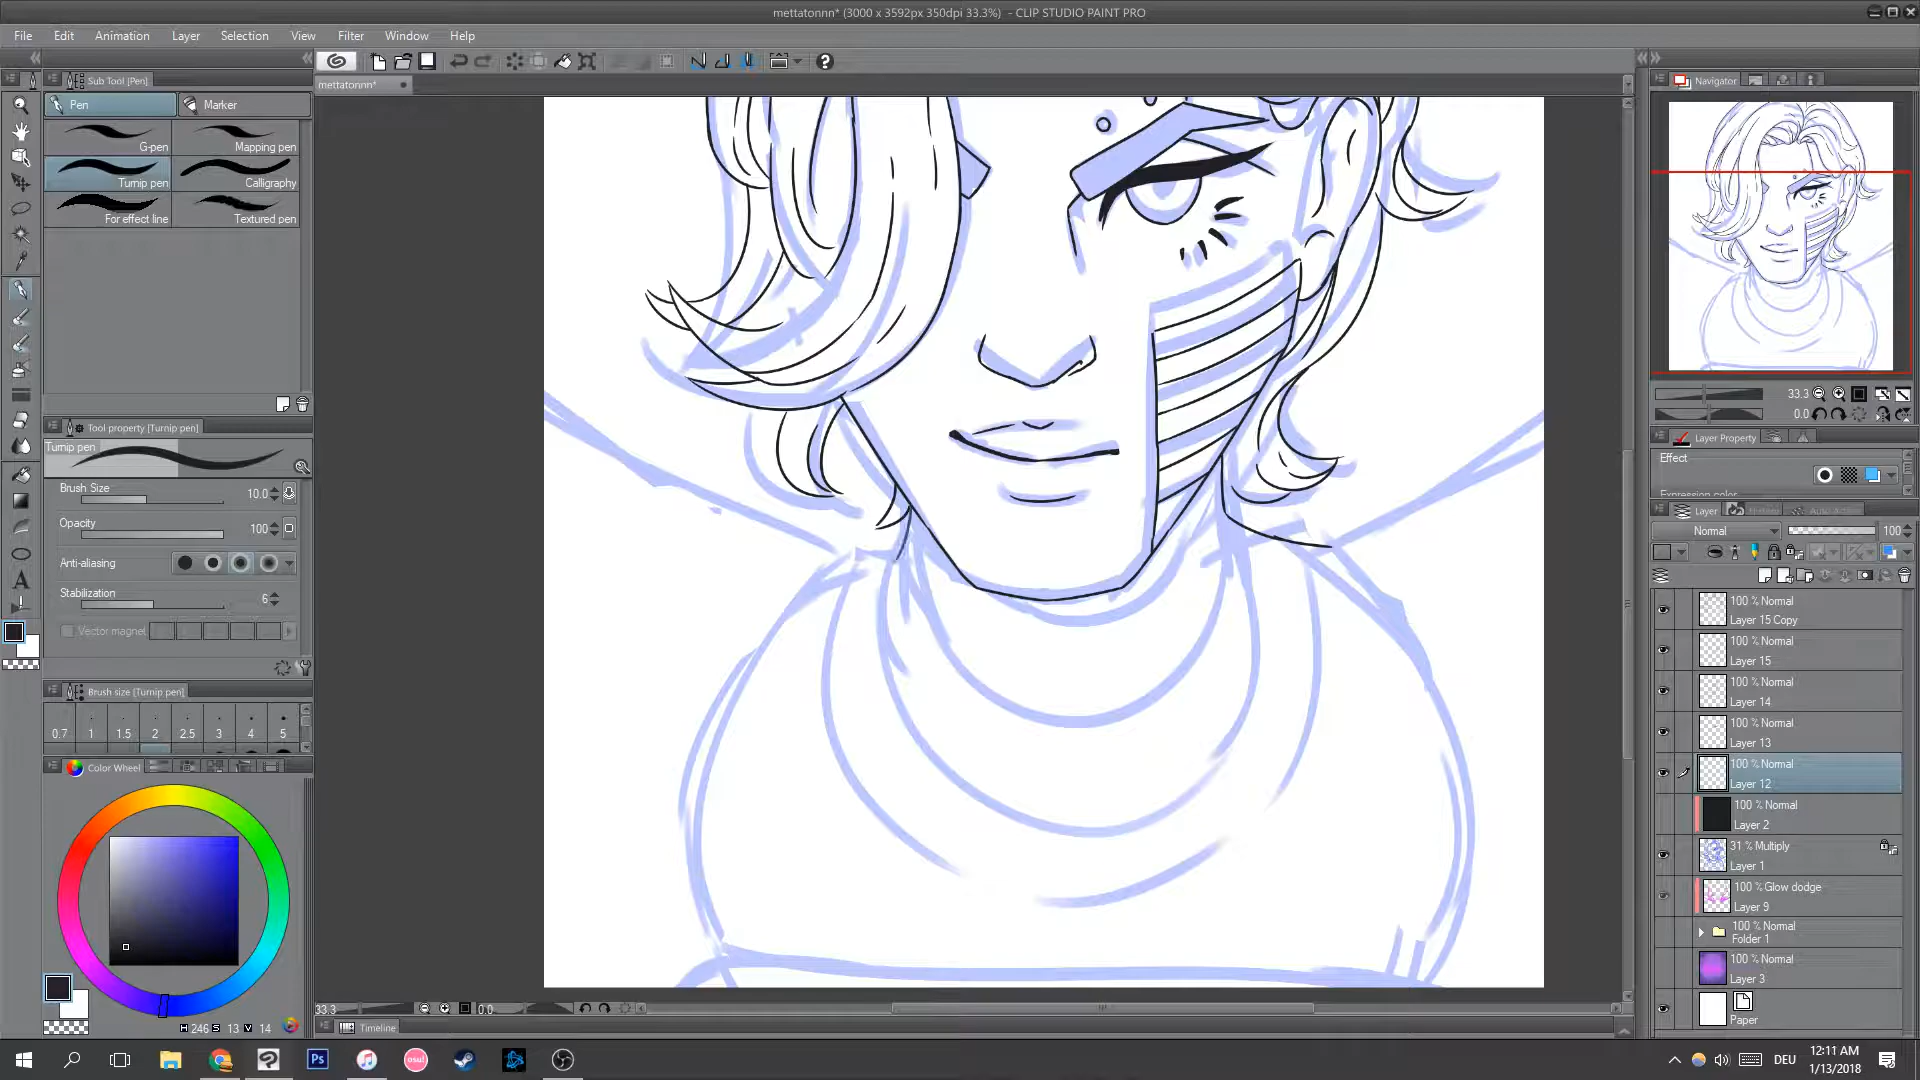 mettatonnn* (3000 x 3592px 350dpi 33.3%) - CLIP STUDIO PAINT PRO
File Edit Animation Layer Selection View Filter Window Help
Sub Tool [Pen]
mettatonnn*
Navigator
Pen Marker
G-pen Mapping pen
Turnip pen Calligraphy
For effect line Textured pen
33.3
0.0
Tool property [Turnip pen]
Turnip pen
Brush Size 10.0
Opacity 100
Anti-aliasing
Stabilization 6
Vector magnet
Brush size [Turnip pen]
0.7 1 1.5 2 2.5 3 4 5
Color Wheel
H 246 S 13 V 14
Layer Property
Effect
Expression color
Layer History Auto Action
Normal 100
100 % Normal
Layer 15 Copy
100 % Normal
Layer 15
100 % Normal
Layer 14
100 % Normal
Layer 13
100 % Normal
Layer 12
100 % Normal
Layer 2
31 % Multiply
Layer 1
100 % Glow dodge
Layer 9
100 % Normal
Folder 1
100 % Normal
Layer 3
Paper
33.3 0.0
Timeline
Ps
osu!
DEU
12:11 AM
1/13/2018